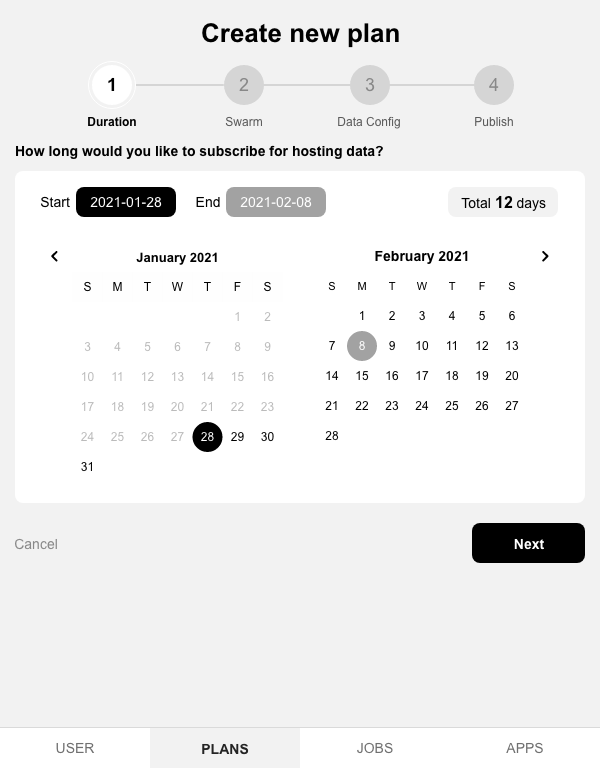 Create new plan
1 2 3 4
Duration Swarm Data Config Publish
How long would you like to subscribe for hosting data?
Start 2021-01-28 End 2021-02-08 Total 12 days
January 2021
S M T W T F S
1 2
3 4 5 6 7 8 9
10 11 12 13 14 15 16
17 18 19 20 21 22 23
24 25 26 27 28 29 30
31
February 2021
S M T W T F S
1 2 3 4 5 6
7 8 9 10 11 12 13
14 15 16 17 18 19 20
21 22 23 24 25 26 27
28
Cancel Next
USER PLANS JOBS APPS